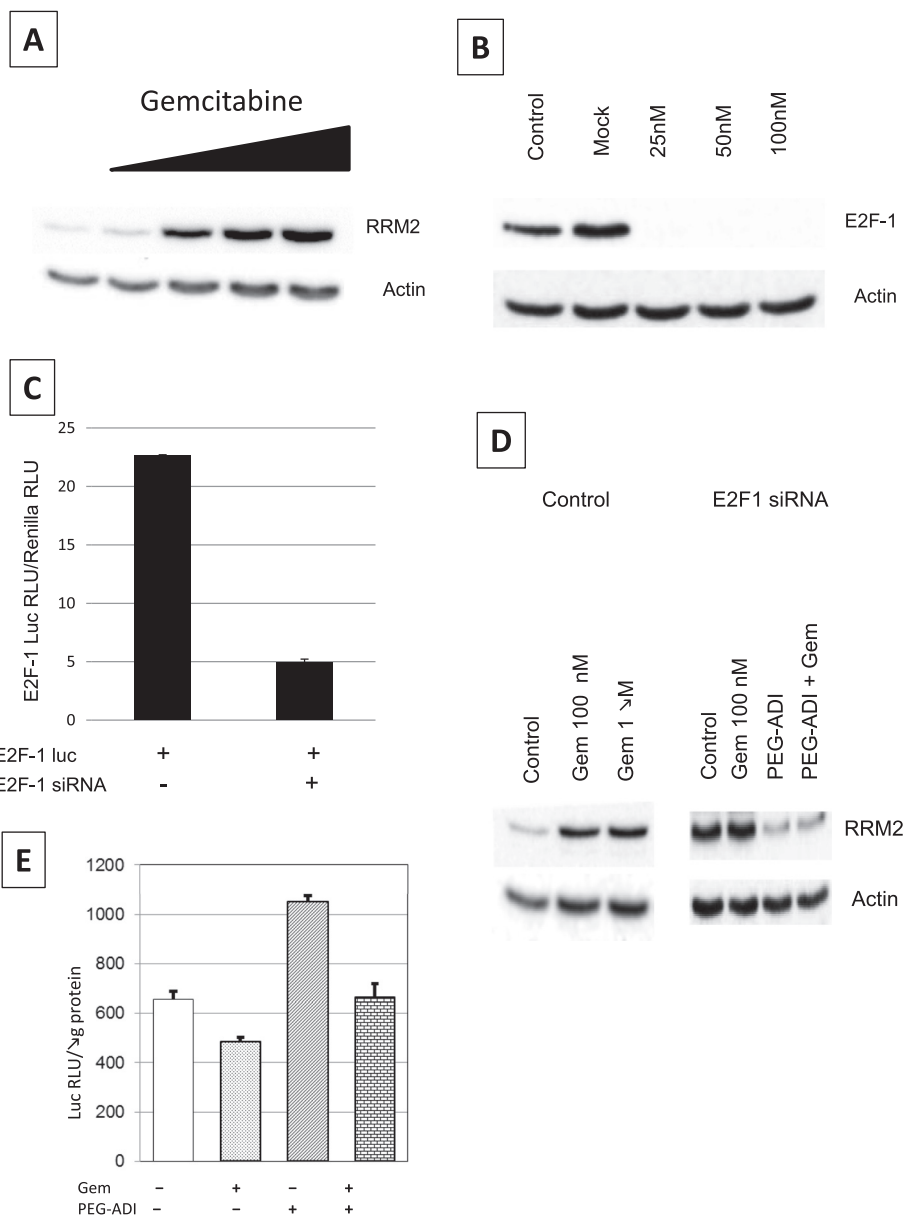 A
Gemcitabine
RRM2
Actin
B
Control
Mock
25nM
50nM
100nM
E2F-1
Actin
C
E2F-1 Luc RLU/Renilla RLU
25
20
15
10
5
0
E2F-1 luc + +
E2F-1 siRNA - +
D
Control
E2F1 siRNA
Control
Gem 100 nM
Gem 1 ↘M
Control
Gem 100 nM
PEG-ADI
PEG-ADI + Gem
RRM2
Actin
E
Luc RLU/↘g protein
1200
1000
800
600
400
200
0
Gem – + – +
PEG-ADI – – + +